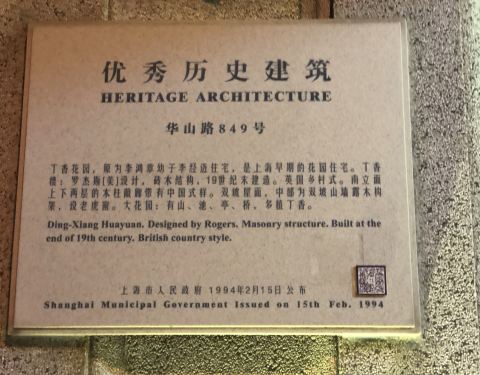 优秀历史建筑
HERITAGE ARCHITECTURE
华山路849号
丁香花园，原为李鸿章幼子李经迈住宅，是上海早期的花园住宅。丁香
楼：罗杰斯(美)设计，砖木结构，19世纪末建造。英国乡村式。南立面
上下两层的木柱廊微带有中国式样。双坡屋面，中部为双坡山墙露木构
架，设老虎窗。大花园：有山、池、亭、桥，多植丁香。
Ding-Xiang Huayuan. Designed by Rogers. Masonry structure. Built at the
end of 19th century. British country style.
上海市人民政府 1994年2月15日公布
Shanghai Municipal Government Issued on 15th Feb. 1994